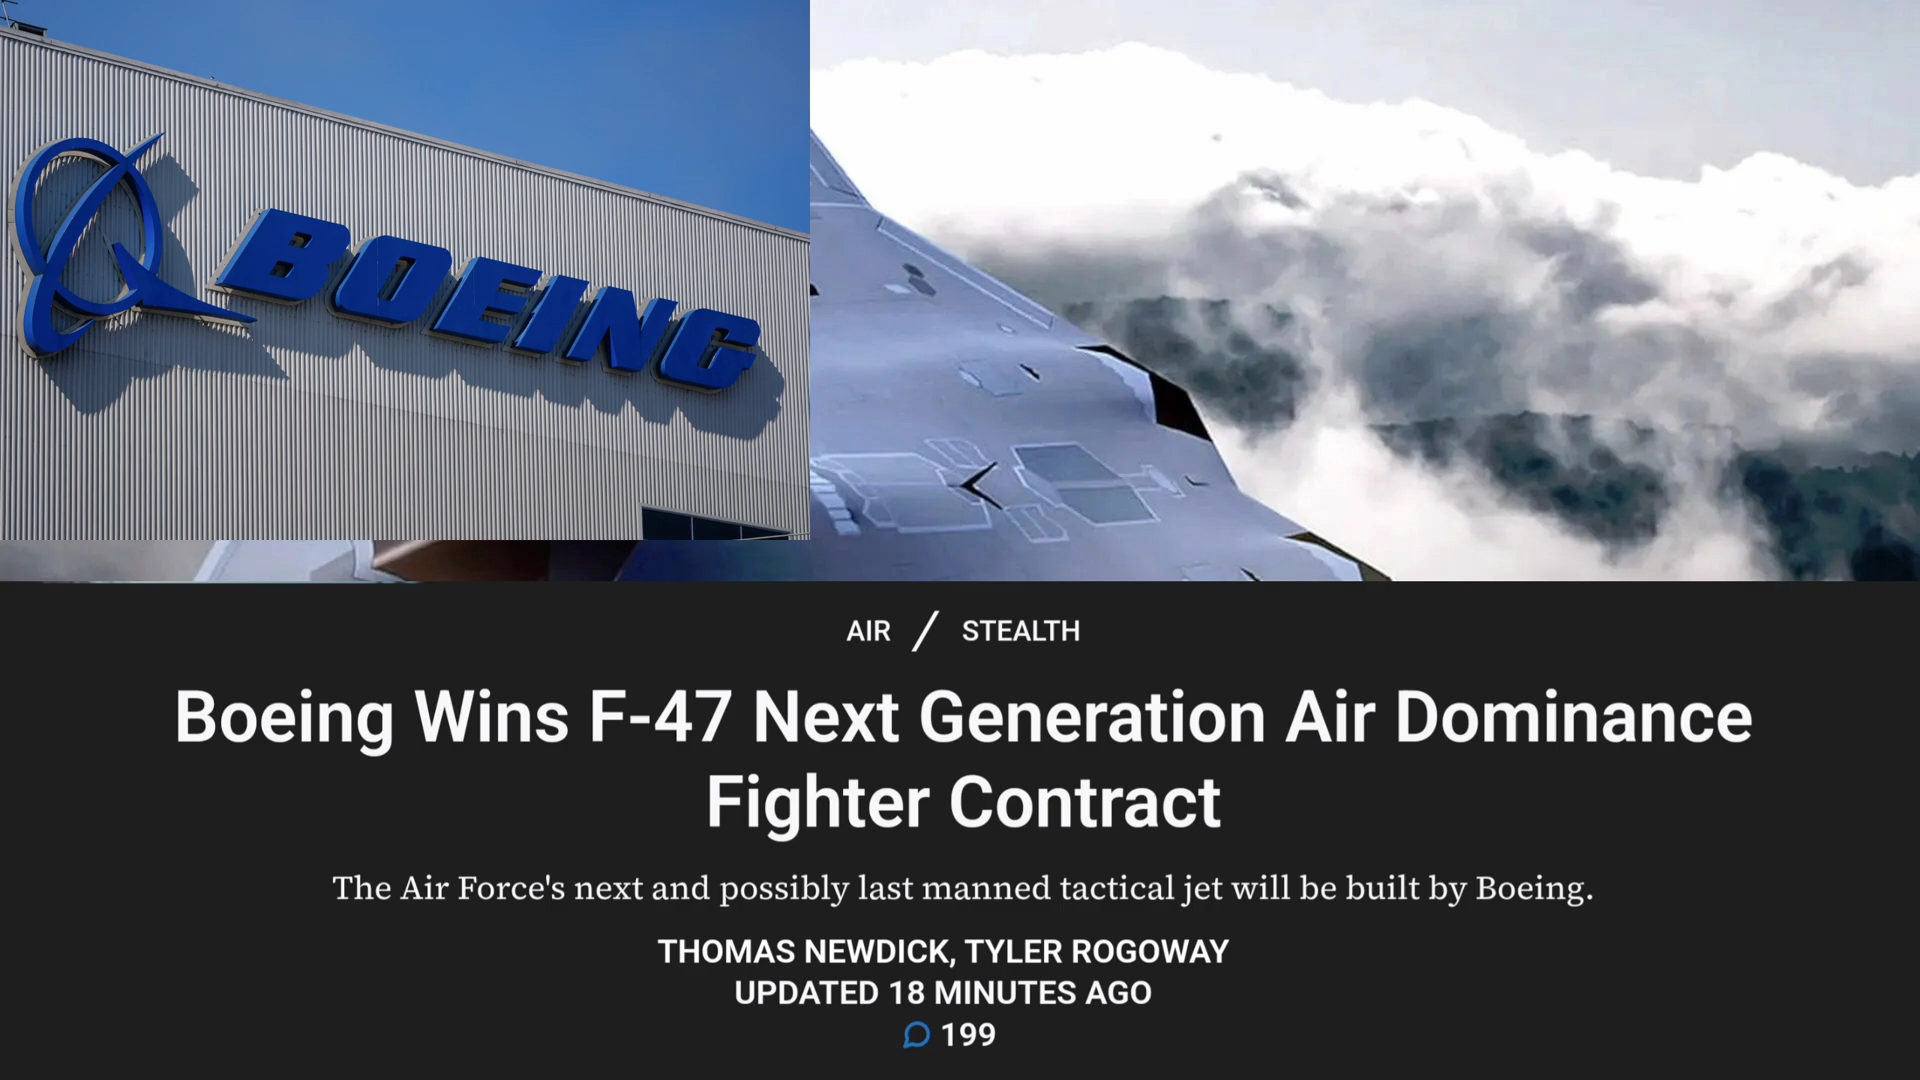 BOEING
AIR / STEALTH
Boeing Wins F-47 Next Generation Air Dominance
Fighter Contract
The Air Force's next and possibly last manned tactical jet will be built by Boeing.
THOMAS NEWDICK, TYLER ROGOWAY
UPDATED 18 MINUTES AGO
199